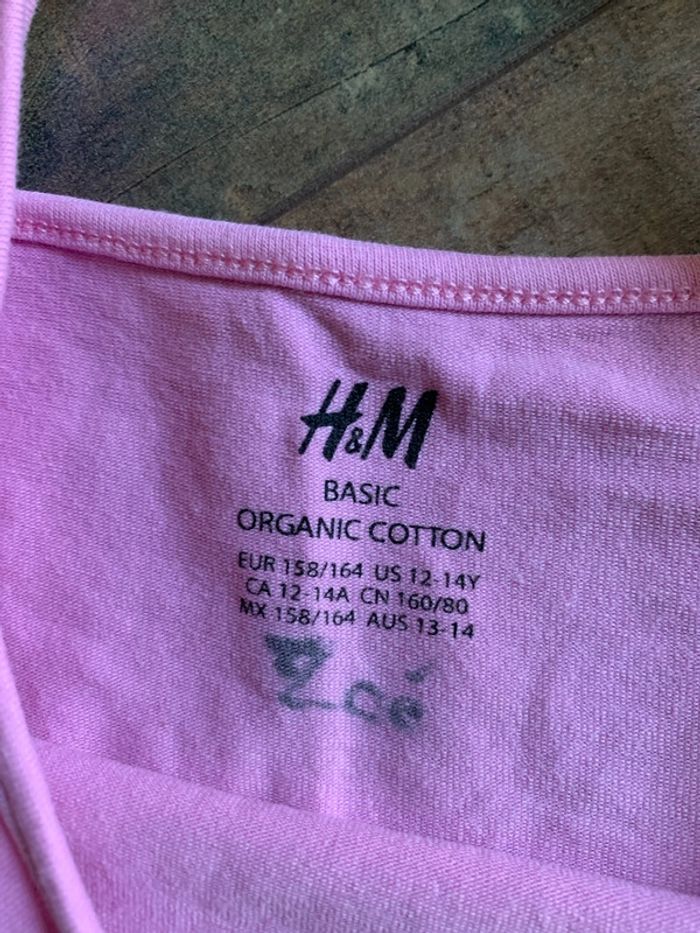 H&M
BASIC
ORGANIC COTTON
EUR 158/164 US 12-14Y
CA 12-14A CN 160/80
MX 158/164 AUS 13-14
Zoé